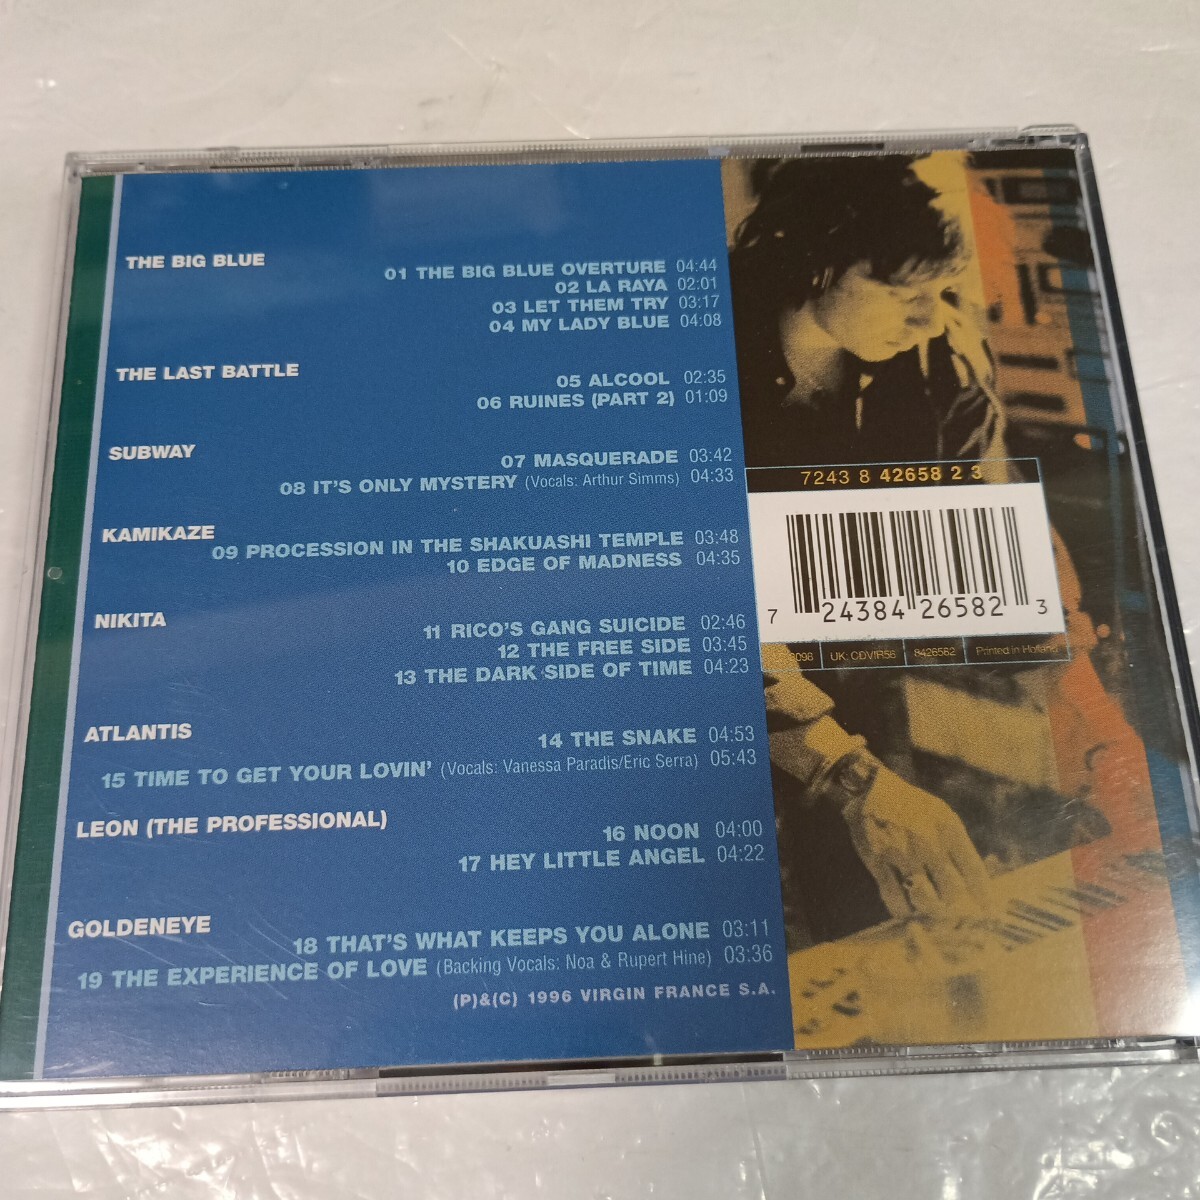 THE BIG BLUE
01 THE BIG BLUE OVERTURE 04:44
02 LA RAYA 02:01
03 LET THEM TRY 03:17
04 MY LADY BLUE 04:08
THE LAST BATTLE
05 ALCOOL 02:35
06 RUINES (PART 2) 01:09
SUBWAY
07 MASQUERADE 03:42
08 IT'S ONLY MYSTERY (Vocals: Arthur Simms) 04:33
KAMIKAZE
09 PROCESSION IN THE SHAKUASHI TEMPLE 03:48
10 EDGE OF MADNESS 04:35
NIKITA
11 RICO'S GANG SUICIDE 02:46
12 THE FREE SIDE 03:45
13 THE DARK SIDE OF TIME 04:23
ATLANTIS
14 THE SNAKE 04:53
15 TIME TO GET YOUR LOVIN' (Vocals: Vanessa Paradis/Eric Serra) 05:43
LEON (THE PROFESSIONAL)
16 NOON 04:00
17 HEY LITTLE ANGEL 04:22
GOLDENEYE
18 THAT'S WHAT KEEPS YOU ALONE 03:11
19 THE EXPERIENCE OF LOVE (Backing Vocals: Noa & Rupert Hine) 03:36
(P)&(C) 1996 VIRGIN FRANCE S.A.
7243 8 42658 2 3
7 24384 26582 3
UK: CDVIR56 8426582 Printed in Holland